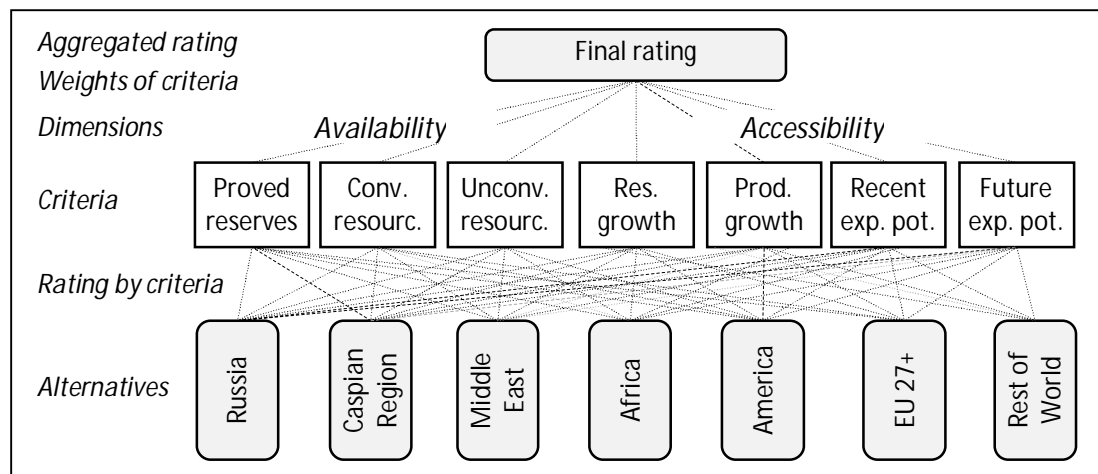 Aggregated rating
Final rating
Weights of criteria
Dimensions
Availability
Accessibility
Criteria
Proved
reserves
Conv.
resourc.
Unconv.
resourc.
Res.
growth
Prod.
growth
Recent
exp. pot.
Future
exp. pot.
Rating by criteria
Alternatives
Russia
Caspian
Region
Middle
East
Africa
America
EU 27+
Rest of
World